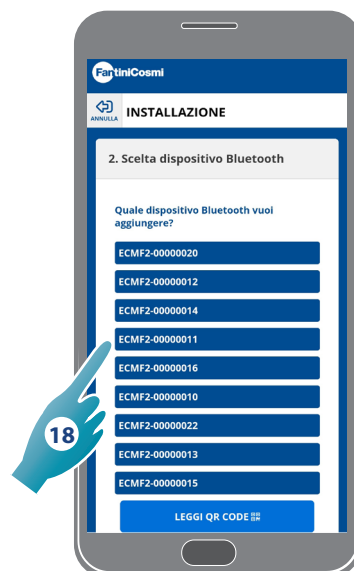 FantiniCosmi
ANNULLA
INSTALLAZIONE
2. Scelta dispositivo Bluetooth
Quale dispositivo Bluetooth vuoi
aggiungere?
ECMF2-00000020
ECMF2-00000012
ECMF2-00000014
ECMF2-00000011
ECMF2-00000016
ECMF2-00000010
18
ECMF2-00000022
ECMF2-00000013
ECMF2-00000015
LEGGI QR CODE